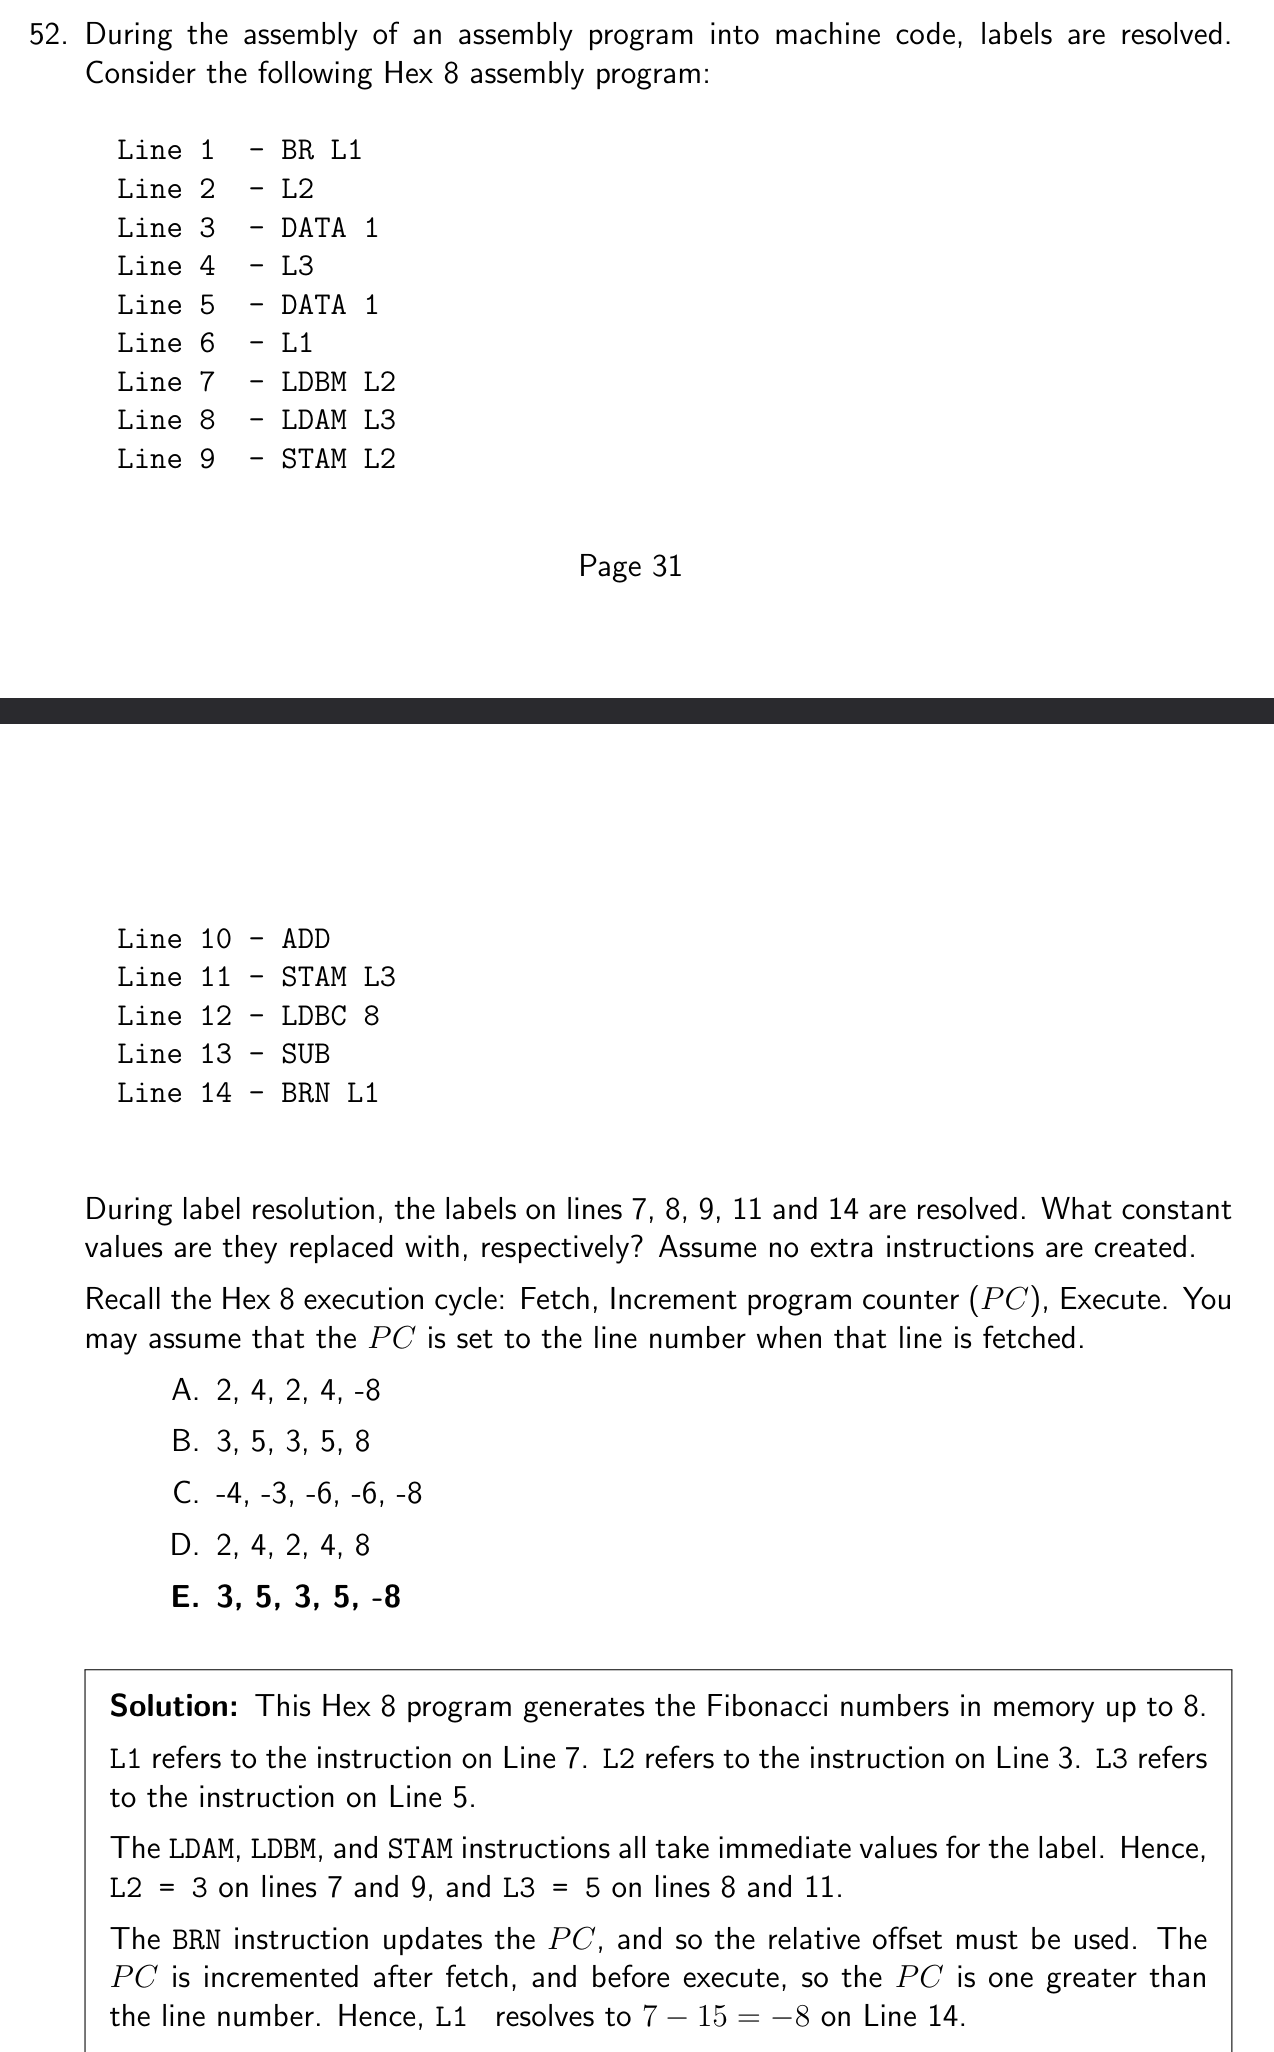 52. During the assembly of an assembly program into machine code, labels are resolved.
Consider the following Hex 8 assembly program:
Line 1 - BR L1
Line 2 - L2
Line 3 - DATA 1
Line 4 - L3
Line 5 - DATA 1
Line 6 - L1
Line 7 - LDBM L2
Line 8 - LDAM L3
Line 9 - STAM L2
Page 31
Line 10 - ADD
Line 11 - STAM L3
Line 12 - LDBC 8
Line 13 - SUB
Line 14 - BRN L1
During label resolution, the labels on lines 7, 8, 9, 11 and 14 are resolved. What constant
values are they replaced with, respectively? Assume no extra instructions are created.
Recall the Hex 8 execution cycle: Fetch, Increment program counter (PC), Execute. You
may assume that the PC is set to the line number when that line is fetched.
A. 2, 4, 2, 4, -8
B. 3, 5, 3, 5, 8
C. -4, -3, -6, -6, -8
D. 2, 4, 2, 4, 8
E. 3, 5, 3, 5, -8
Solution: This Hex 8 program generates the Fibonacci numbers in memory up to 8.
L1 refers to the instruction on Line 7. L2 refers to the instruction on Line 3. L3 refers
to the instruction on Line 5.
The LDAM, LDBM, and STAM instructions all take immediate values for the label. Hence,
L2 = 3 on lines 7 and 9, and L3 = 5 on lines 8 and 11.
The BRN instruction updates the PC, and so the relative offset must be used. The
PC is incremented after fetch, and before execute, so the PC is one greater than
the line number. Hence, L1 resolves to 7 − 15 = −8 on Line 14.